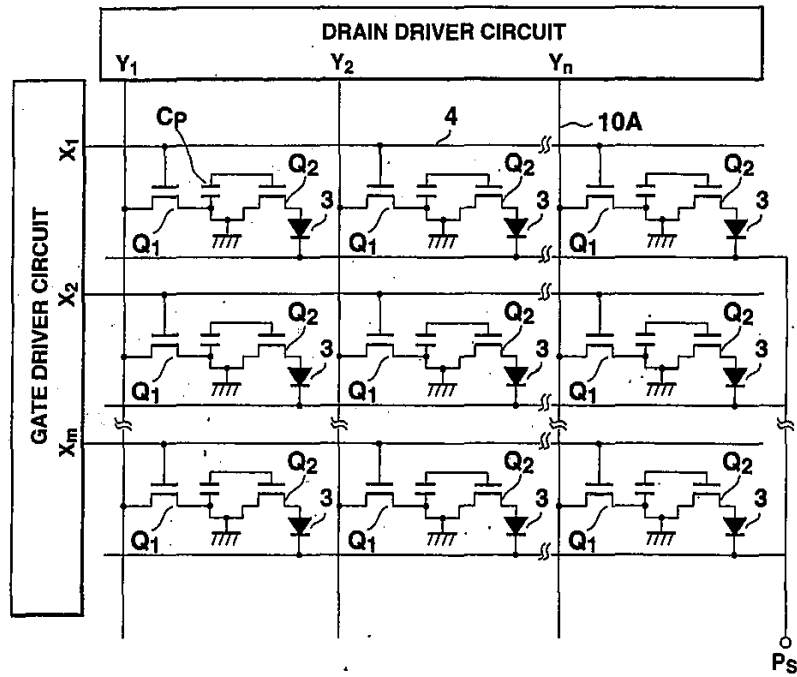 DRAIN DRIVER CIRCUIT
Y1 Y2 Yn
GATE DRIVER CIRCUIT
CP 4 10A
X1
Q2 Q2 Q2
3 3 3
Q1 Q1 Q1
X2
Q2 Q2 Q2
3 3 3
Q1 Q1 Q1
Xm
Q2 Q2 Q2
3 3 3
Q1 Q1 Q1
PS